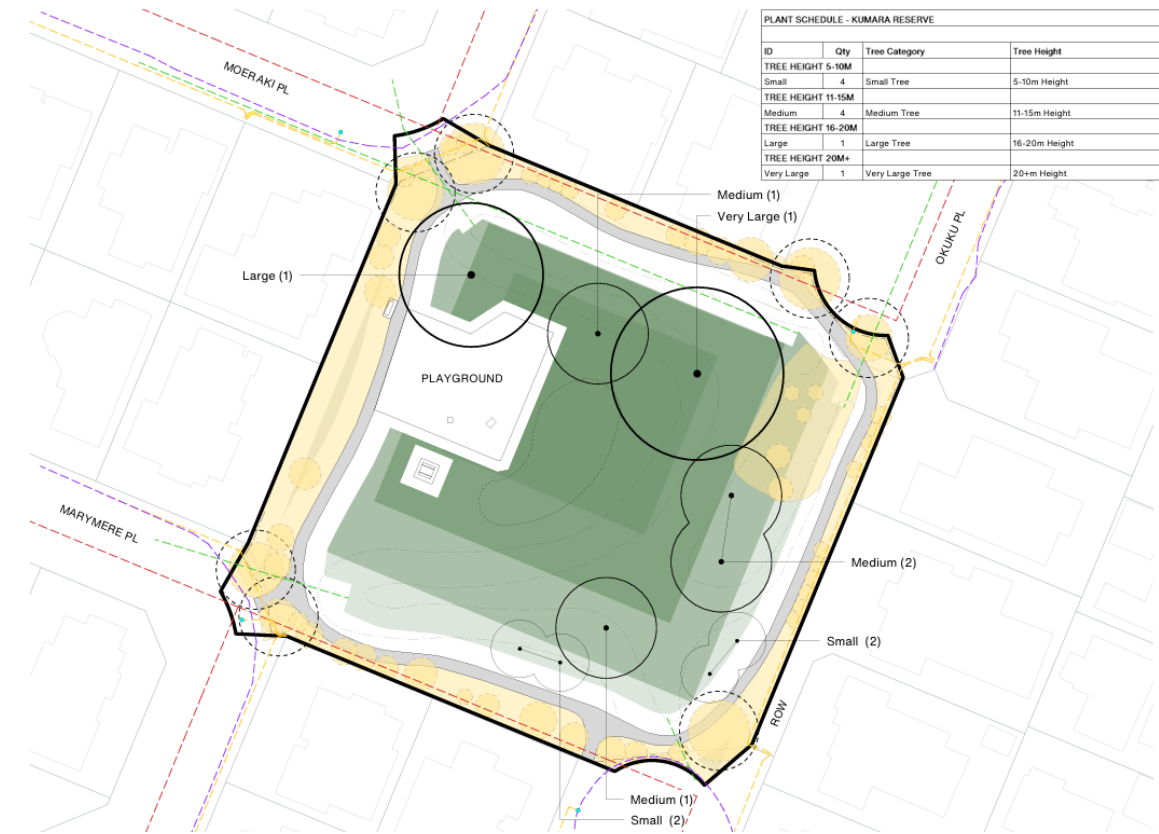 PLANT SCHEDULE - KUMARA RESERVE
ID Qty Tree Category Tree Height
TREE HEIGHT 5-10M
Small 4 Small Tree 5-10m Height
TREE HEIGHT 11-15M
Medium 4 Medium Tree 11-15m Height
TREE HEIGHT 16-20M
Large 1 Large Tree 16-20m Height
TREE HEIGHT 20M+
Very Large 1 Very Large Tree 20+m Height
MOERAKI PL
Medium (1)
Very Large (1)
OKUKU PL
Large (1)
PLAYGROUND
MARYMERE PL
Medium (2)
Small (2)
ROW
Medium (1)
Small (2)